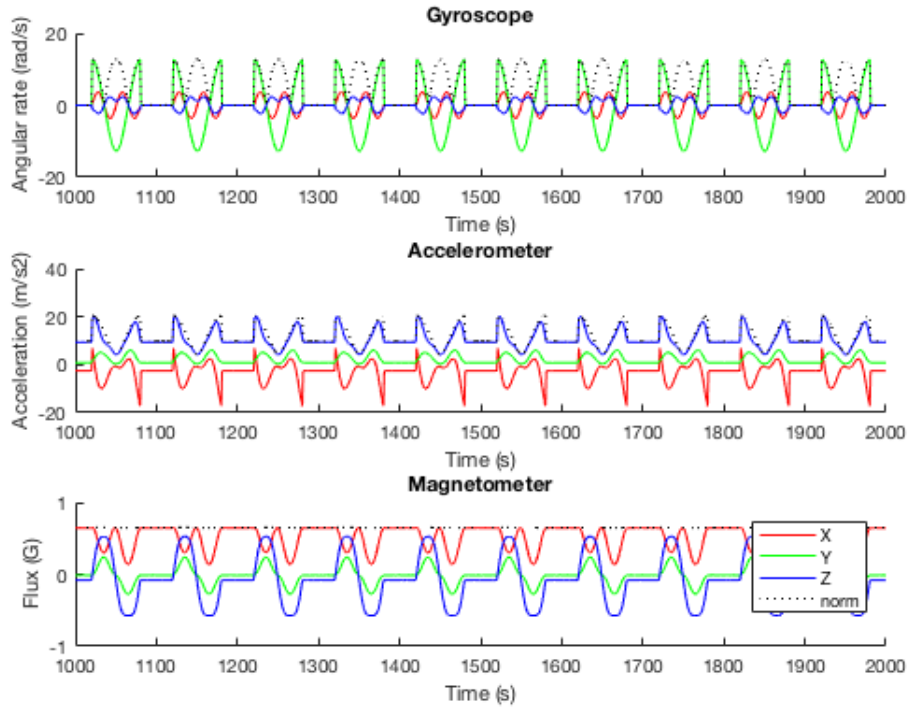 Gyroscope
Angular rate (rad/s)
20
0
-20
1000 1100 1200 1300 1400 1500 1600 1700 1800 1900 2000
Time (s)
Accelerometer
Acceleration (m/s2)
40
20
0
-20
1000 1100 1200 1300 1400 1500 1600 1700 1800 1900 2000
Time (s)
Magnetometer
Flux (G)
1
0
-1
X
Y
Z
norm
1000 1100 1200 1300 1400 1500 1600 1700 1800 1900 2000
Time (s)